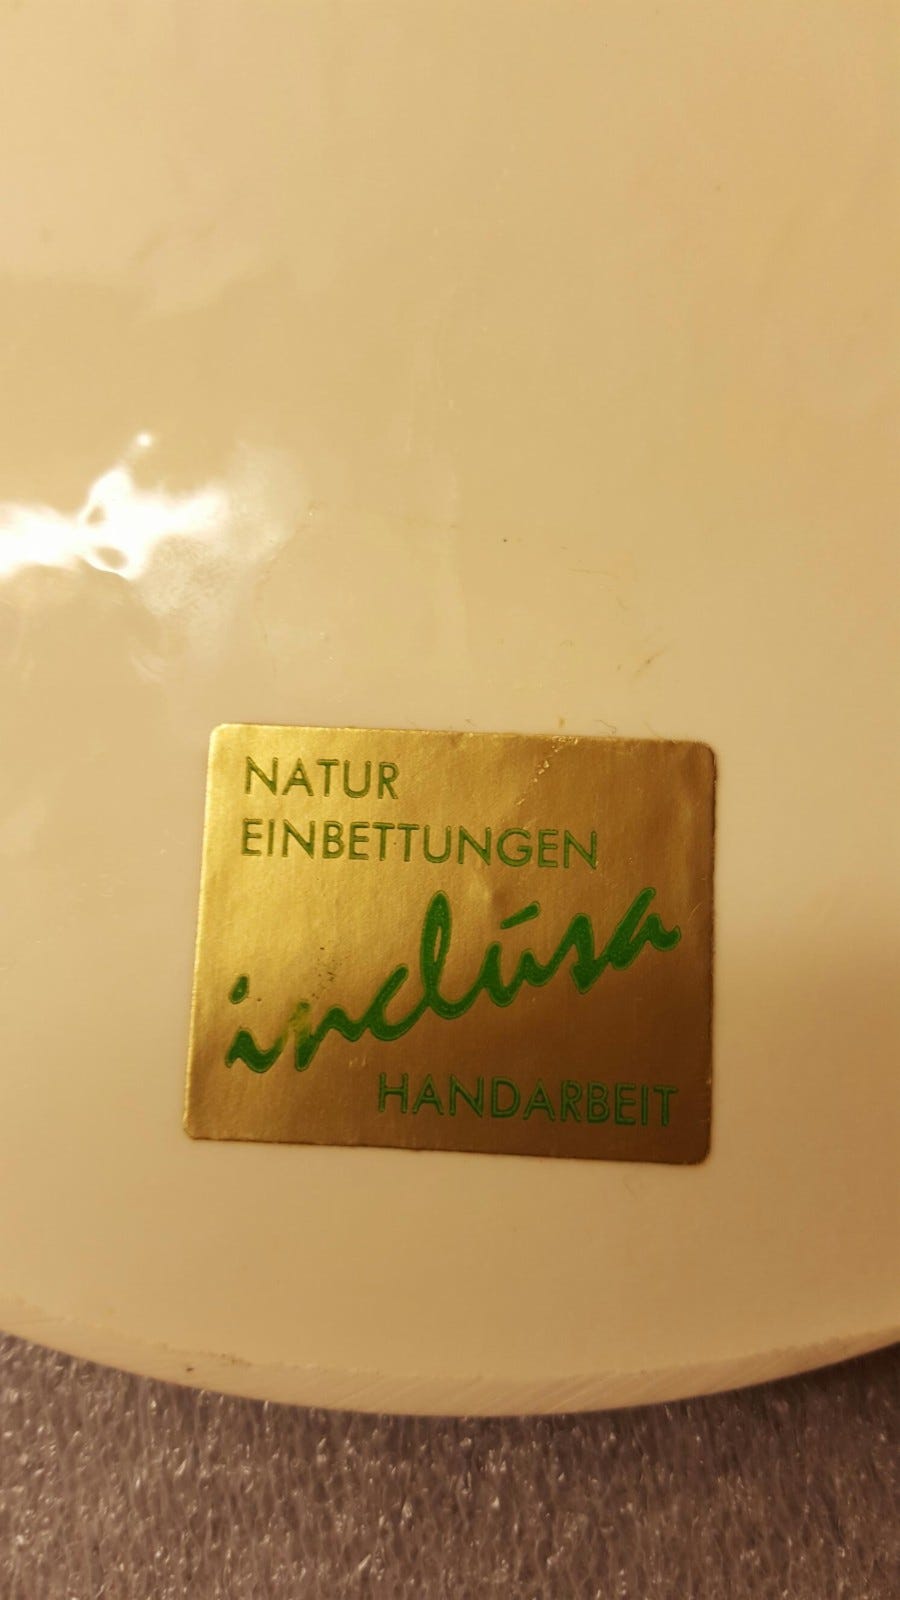 NATUR
EINBETTUNGEN
inclúsa
HANDARBEIT